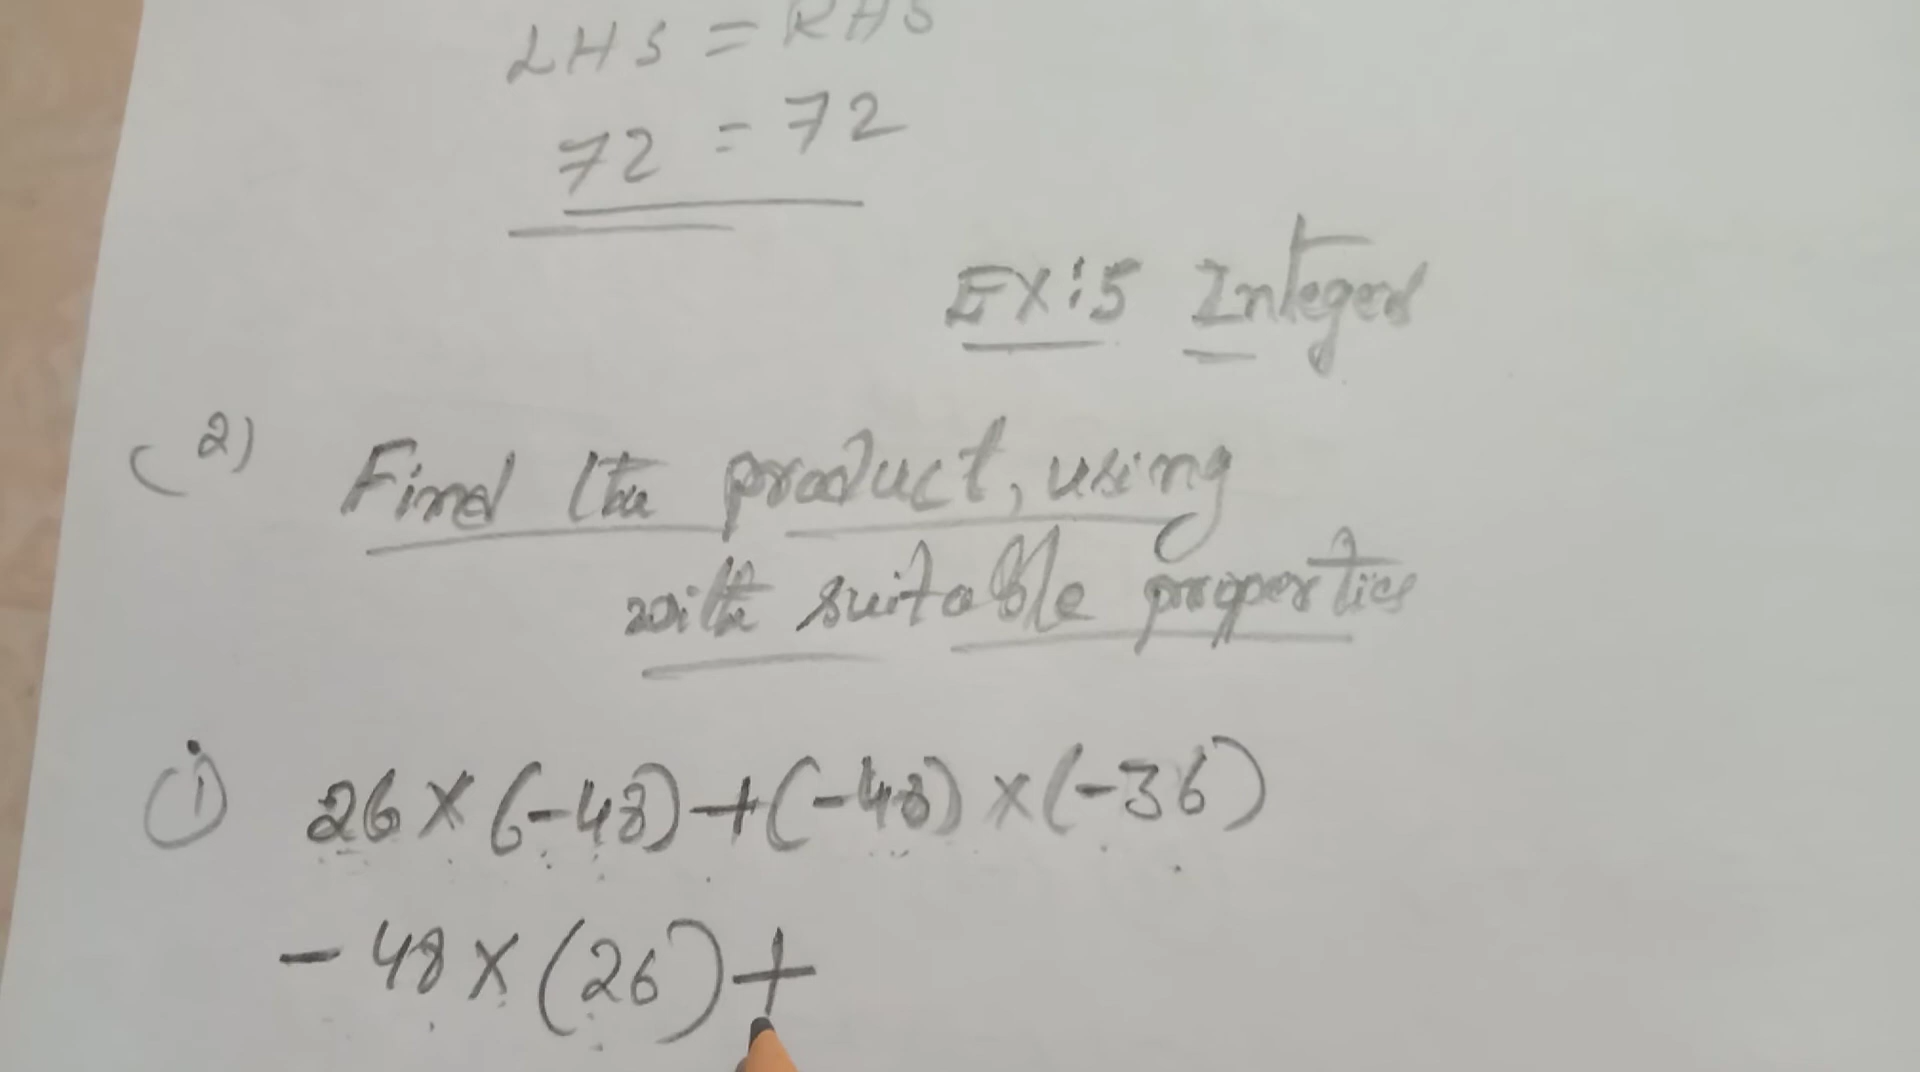 LHS = RHS
72 = 72
EX:5 Integers
(2) Find the product, using
with suitable properties
(i) 26 × (-48) + (-48) × (-36)
- 48 × (26) +